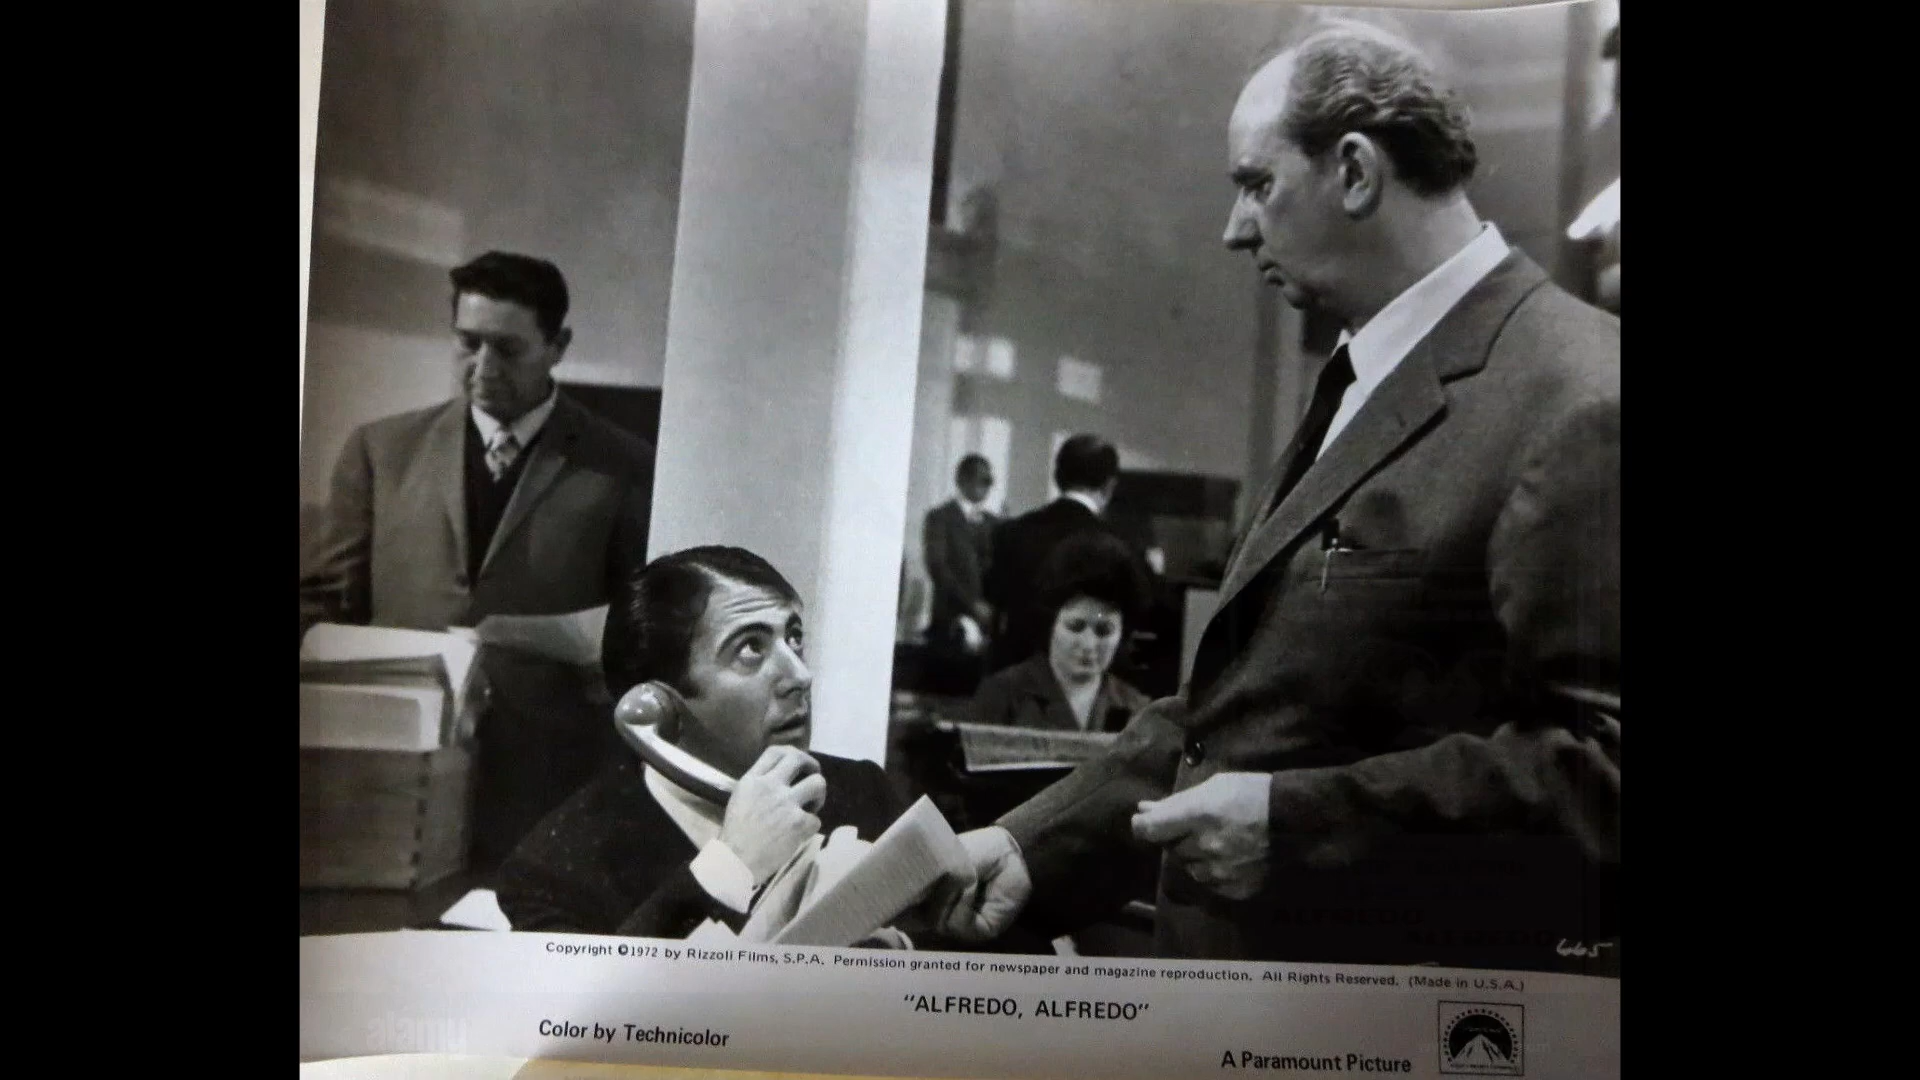 665
Copyright ©1972 by Rizzoli Films, S.P.A. Permission granted for newspaper and magazine reproduction. All Rights Reserved. (Made in U.S.A.)
"ALFREDO, ALFREDO"
Color by Technicolor
A Paramount Picture